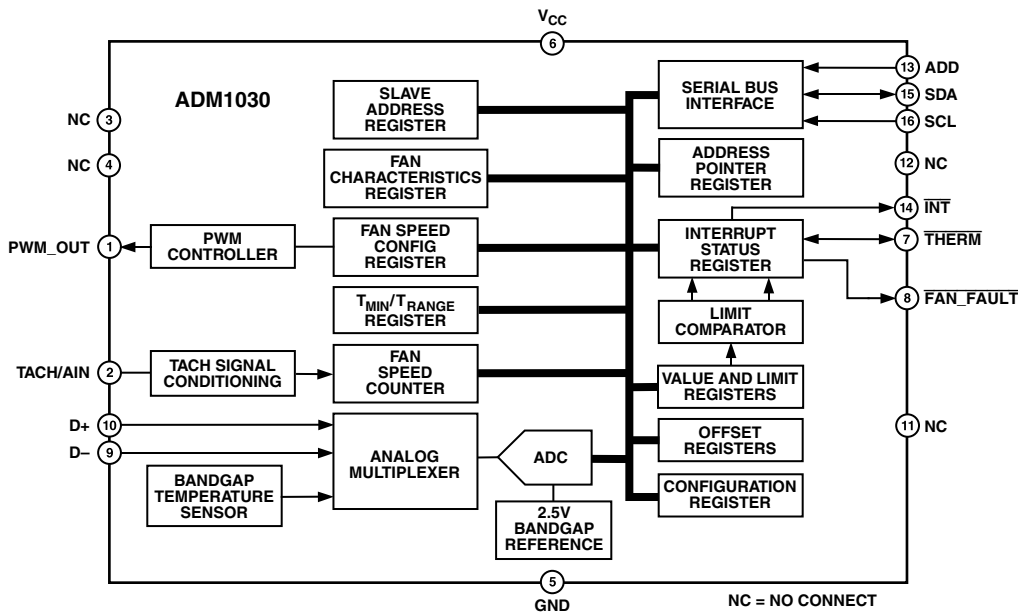 VCC
6
ADM1030
NC 3
NC 4
PWM_OUT 1
TACH/AIN 2
D+ 10
D– 9
PWM
CONTROLLER
TACH SIGNAL
CONDITIONING
BANDGAP
TEMPERATURE
SENSOR
SLAVE
ADDRESS
REGISTER
FAN
CHARACTERISTICS
REGISTER
FAN SPEED
CONFIG
REGISTER
TMIN/TRANGE
REGISTER
FAN
SPEED
COUNTER
ANALOG
MULTIPLEXER
ADC
2.5V
BANDGAP
REFERENCE
SERIAL BUS
INTERFACE
ADDRESS
POINTER
REGISTER
INTERRUPT
STATUS
REGISTER
LIMIT
COMPARATOR
VALUE AND LIMIT
REGISTERS
OFFSET
REGISTERS
CONFIGURATION
REGISTER
13 ADD
15 SDA
16 SCL
12 NC
14 INT
7 THERM
8 FAN_FAULT
11 NC
5
GND
NC = NO CONNECT